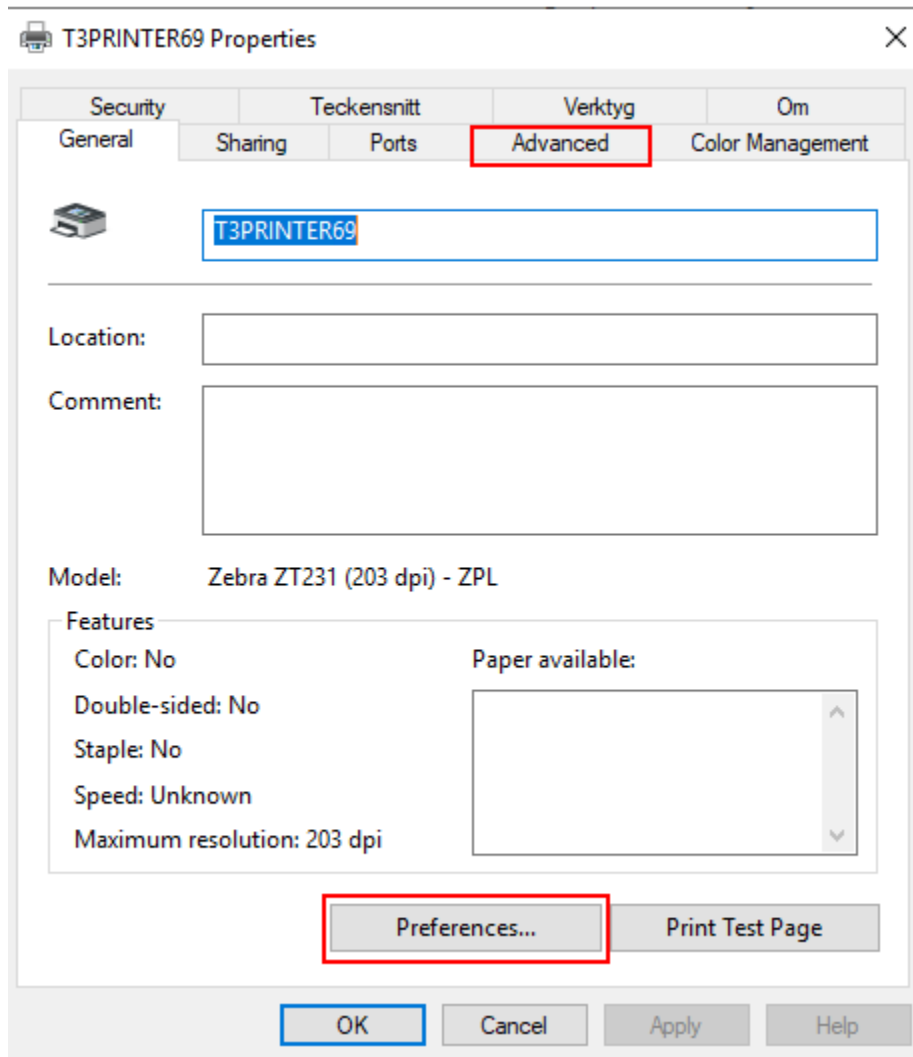 T3PRINTER69 Properties
Security Teckensnitt Verktyg Om
General Sharing Ports Advanced Color Management
T3PRINTER69
Location:
Comment:
Model: Zebra ZT231 (203 dpi) - ZPL
Features
Color: No Paper available:
Double-sided: No
Staple: No
Speed: Unknown
Maximum resolution: 203 dpi
Preferences... Print Test Page
OK Cancel Apply Help